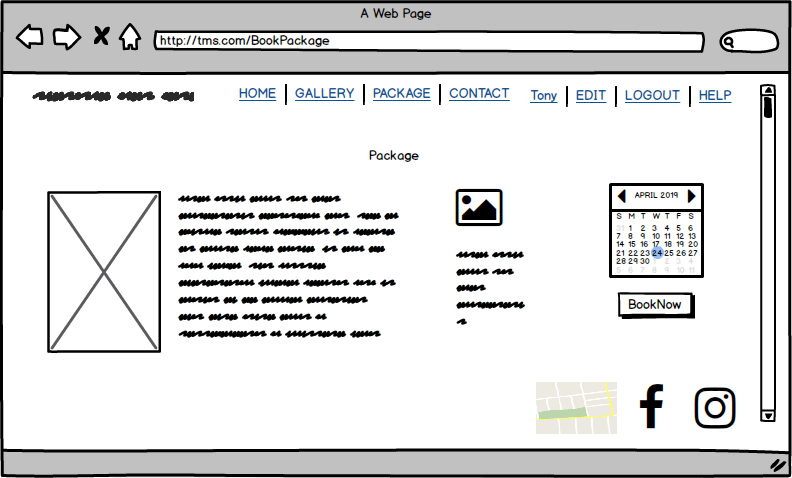 A Web Page
http://tms.com/BookPackage
HOME GALLERY PACKAGE CONTACT Tony EDIT LOGOUT HELP
Package
APRIL 2019
S M T W T F S
31 1 2 3 4 5 6
7 8 9 10 11 12 13
14 15 16 17 18 19 20
21 22 23 24 25 26 27
28 29 30 1 2 3 4
5 6 7 8 9 10 11
BookNow